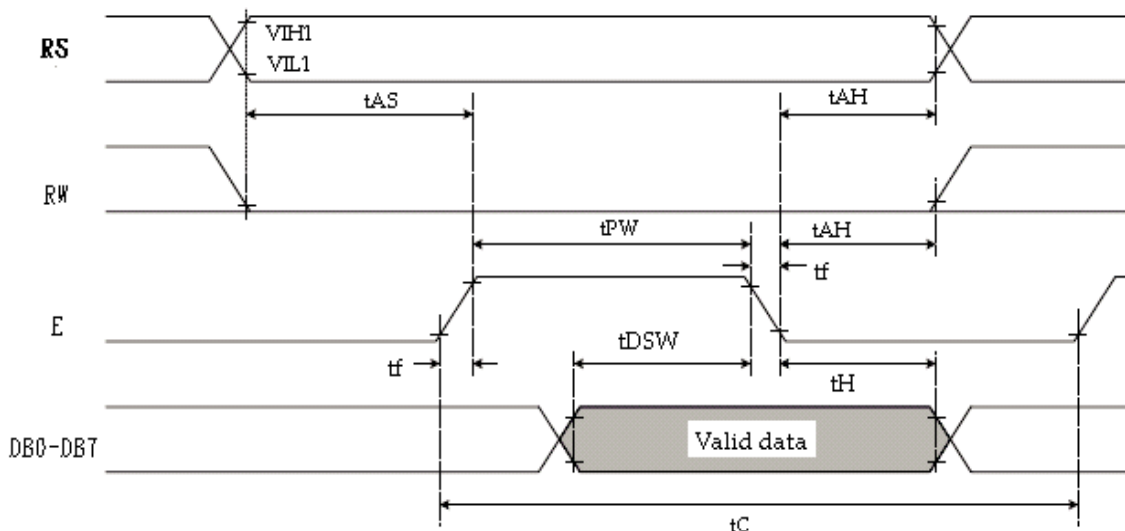 RS
VIH1
VIL1
tAS
tAH
RW
tPW
tAH
tf
E
tDSW
tf
tH
DB0-DB7
Valid data
tC